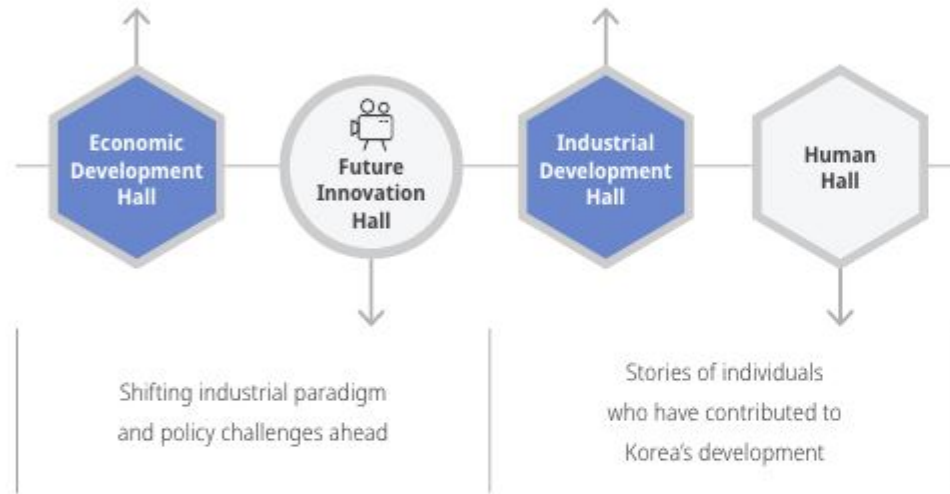 Economic
Development
Hall
Future
Innovation
Hall
Industrial
Development
Hall
Human
Hall
Shifting industrial paradigm
and policy challenges ahead
Stories of individuals
who have contributed to
Korea's development